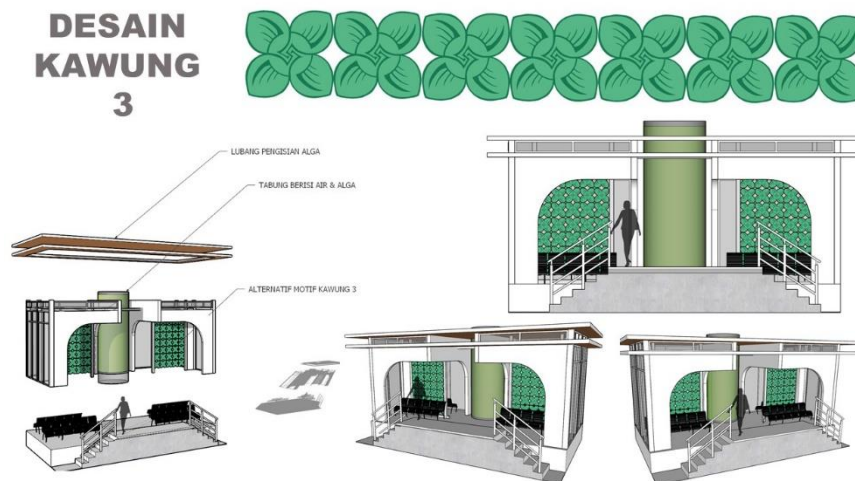 DESAIN
KAWUNG
3
LUBANG PENGISIAN ALGA
TABUNG BERISI AIR & ALGA
ALTERNATIF MOTIF KAWUNG 3